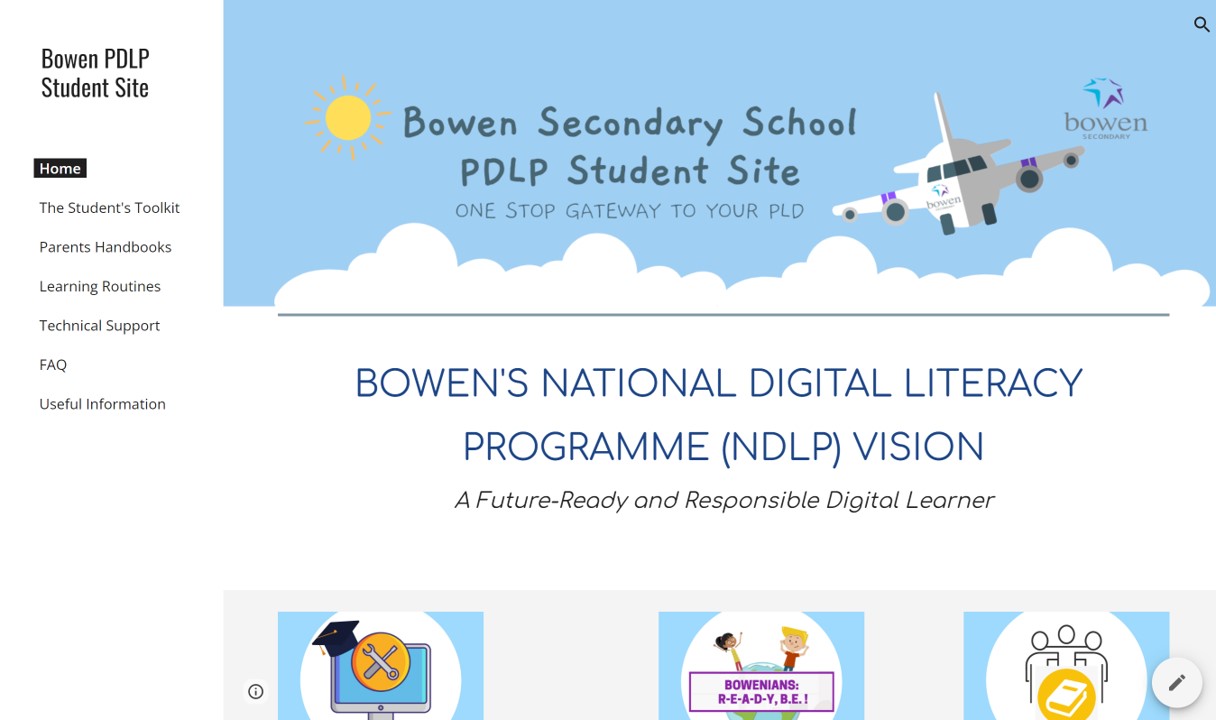 Bowen PDLP
Student Site
Home
The Student's Toolkit
Parents Handbooks
Learning Routines
Technical Support
FAQ
Useful Information
Bowen Secondary School
PDLP Student Site
ONE STOP GATEWAY TO YOUR PLD
bowen
SECONDARY
bowen
BOWEN'S NATIONAL DIGITAL LITERACY
PROGRAMME (NDLP) VISION
A Future-Ready and Responsible Digital Learner
BOWENIANS:
R-E-A-D-Y, B.E.!